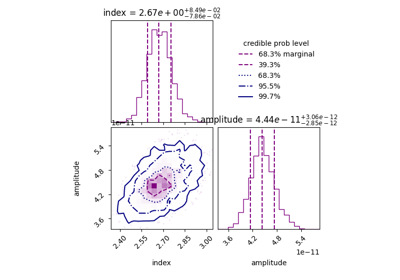 index = 2.67e+00 +8.49e−02 −7.86e−02
credible prob level
68.3% marginal
39.3%
68.3%
95.5%
99.7%
1e−11
amplitude = 4.44e−11 +3.06e−12 −2.85e−12
amplitude
5.4
4.8
4.2
3.6
2.40
2.55
2.70
2.85
3.00
index
3.6
4.2
4.8
5.4
1e−11
amplitude